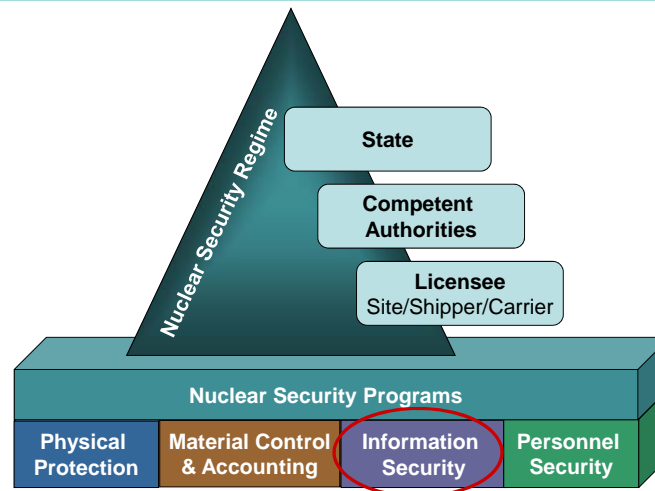 Nuclear Security Regime
State
Competent
Authorities
Licensee
Site/Shipper/Carrier
Nuclear Security Programs
Physical
Protection
Material Control
& Accounting
Information
Security
Personnel
Security